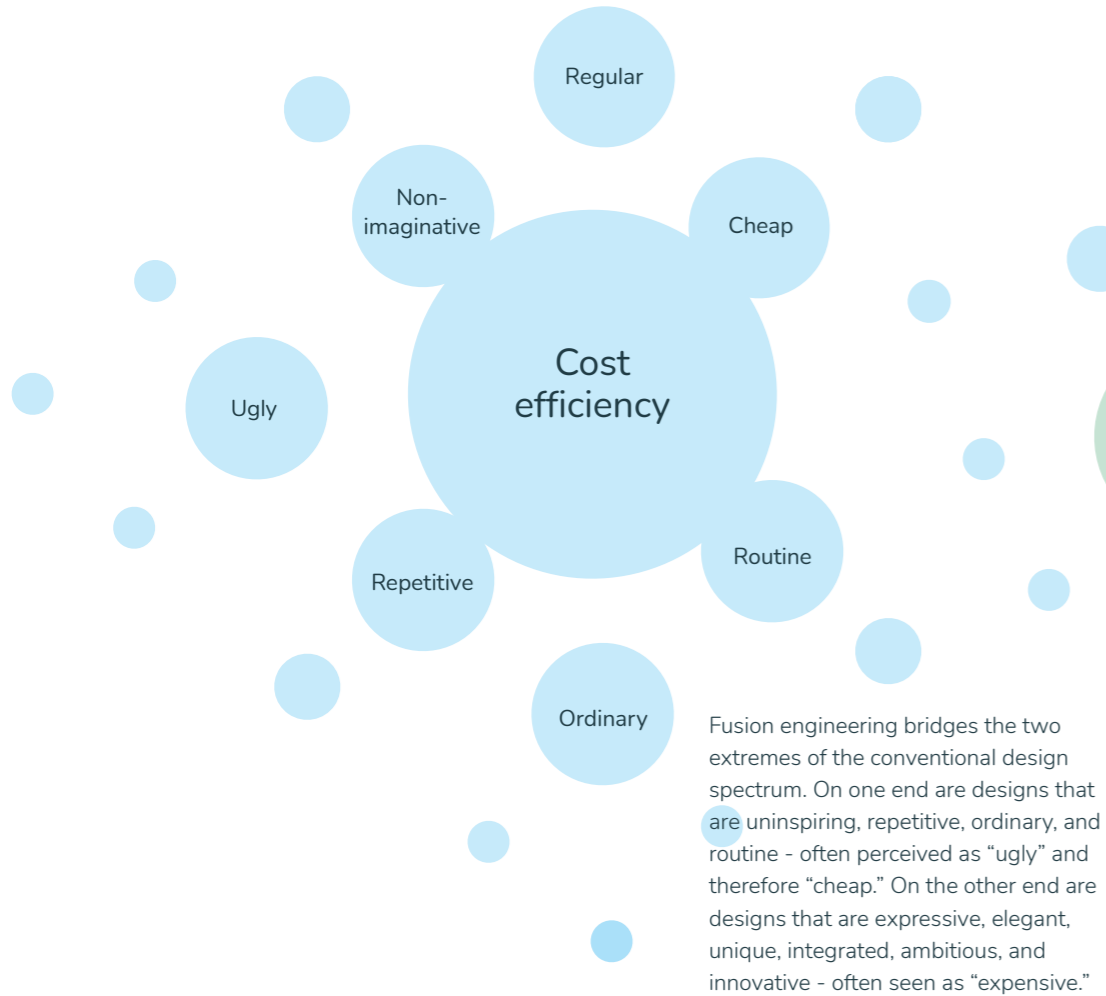 Regular
Non-
imaginative
Cheap
Cost
efficiency
Ugly
Repetitive
Routine
Ordinary
Fusion engineering bridges the two
extremes of the conventional design
spectrum. On one end are designs that
are uninspiring, repetitive, ordinary, and
routine - often perceived as “ugly” and
therefore “cheap.” On the other end are
designs that are expressive, elegant,
unique, integrated, ambitious, and
innovative - often seen as “expensive.”